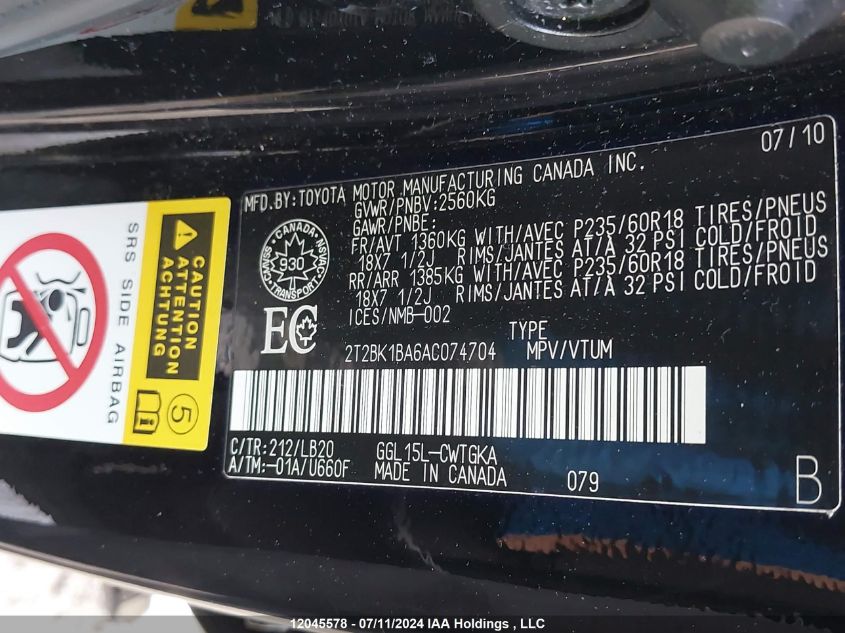 07/10
MFD.BY:TOYOTA MOTOR MANUFACTURING CANADA INC.
GVWR/PNBV:2560KG
GAWR/PNBE:
FR/AVT 1360KG WITH/AVEC P235/60R18 TIRES/PNEUS
18X7 1/2J RIMS/JANTES AT/À 32 PSI COLD/FROID
RR/ARR 1385KG WITH/AVEC P235/60R18 TIRES/PNEUS
18X7 1/2J RIMS/JANTES AT/À 32 PSI COLD/FROID
ICES/NMB-002
CANADA NSVAC
930
TRANSPORT
EC
TYPE
2T2BK1BA6AC074704 MPV/VTUM
C/TR:212/LB20 GGL15L-CWTGKA
A/TM:-01A/U660F MADE IN CANADA 079
B
SRS SIDE AIRBAG
CAUTION
ATTENTION
ACHTUNG
i
5
12045578 - 07/11/2024 IAA Holdings , LLC